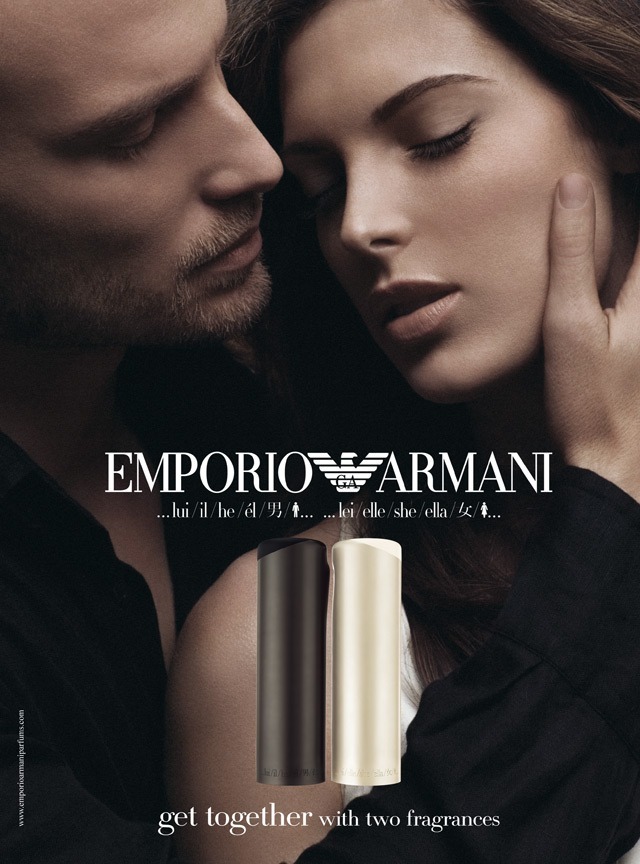 EMPORIO ARMANI
GA
...lui/il/he/él/男/... ...lei/elle/she/ella/女/...
get together with two fragrances
www.emporioarmaniparfums.com